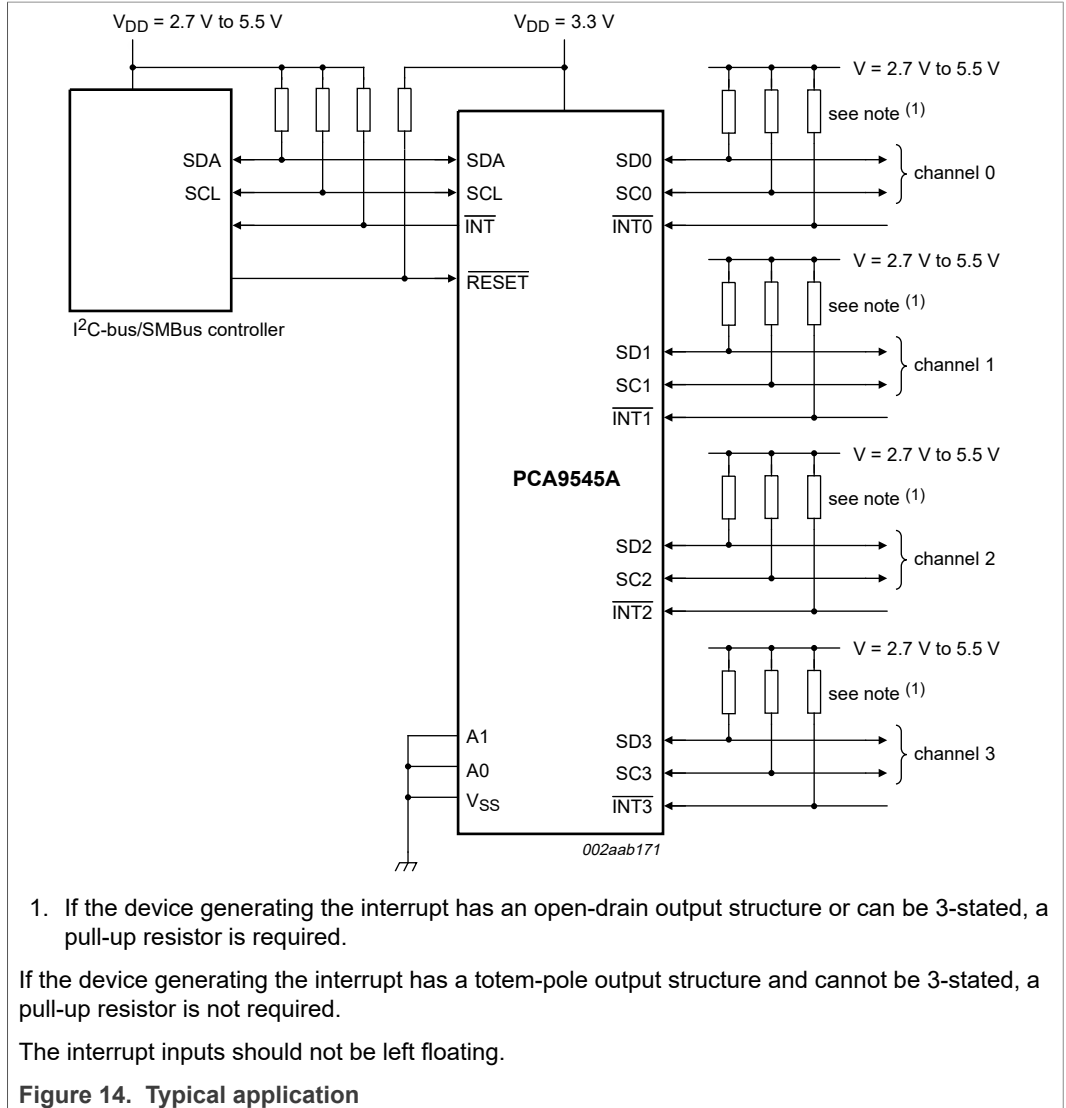 VDD = 2.7 V to 5.5 V
VDD = 3.3 V
V = 2.7 V to 5.5 V
see note (1)
SDA
SCL
SDA
SCL
INT
RESET
SD0
SC0
INT0
channel 0
I2C-bus/SMBus controller
V = 2.7 V to 5.5 V
see note (1)
SD1
SC1
INT1
channel 1
PCA9545A
V = 2.7 V to 5.5 V
see note (1)
SD2
SC2
INT2
channel 2
V = 2.7 V to 5.5 V
see note (1)
SD3
SC3
INT3
channel 3
A1
A0
VSS
002aab171
1. If the device generating the interrupt has an open-drain output structure or can be 3-stated, a
pull-up resistor is required.
If the device generating the interrupt has a totem-pole output structure and cannot be 3-stated, a
pull-up resistor is not required.
The interrupt inputs should not be left floating.
Figure 14. Typical application